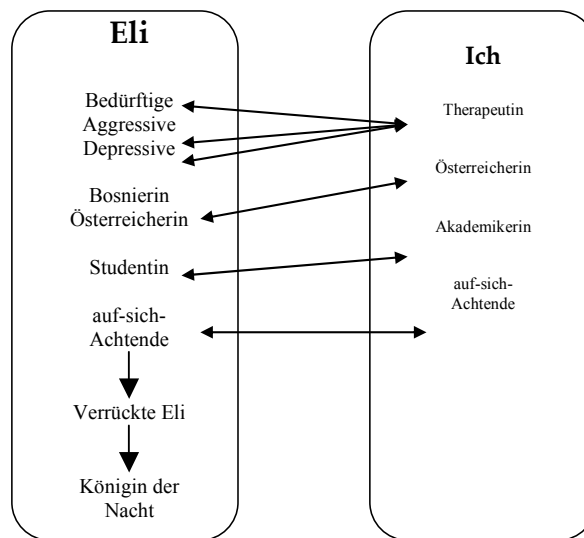 Eli
Bedürftige
Aggressive
Depressive
Bosnierin
Österreicherin
Studentin
auf-sich-
Achtende
Verrückte Eli
Königin der
Nacht
Ich
Therapeutin
Österreicherin
Akademikerin
auf-sich-
Achtende